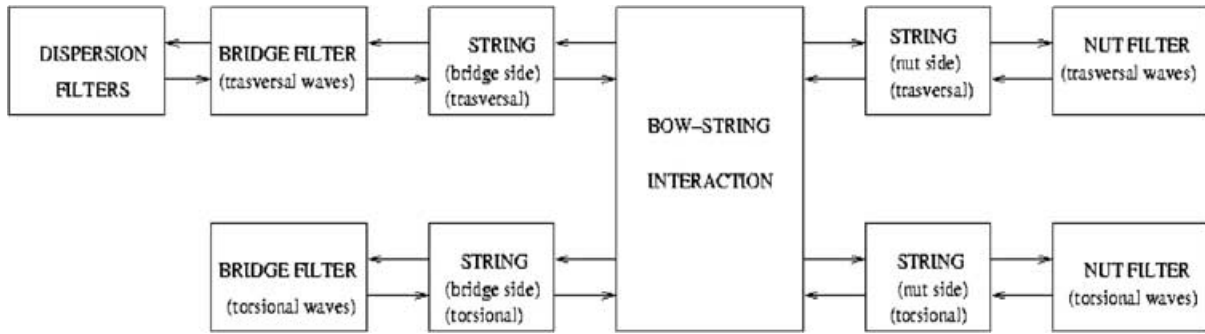 DISPERSION
FILTERS
BRIDGE FILTER
(trasversal waves)
STRING
(bridge side)
(trasversal)
BOW–STRING
INTERACTION
STRING
(nut side)
(trasversal)
NUT FILTER
(trasversal waves)
BRIDGE FILTER
(torsional waves)
STRING
(bridge side)
(torsional)
STRING
(nut side)
(torsional)
NUT FILTER
(torsional waves)